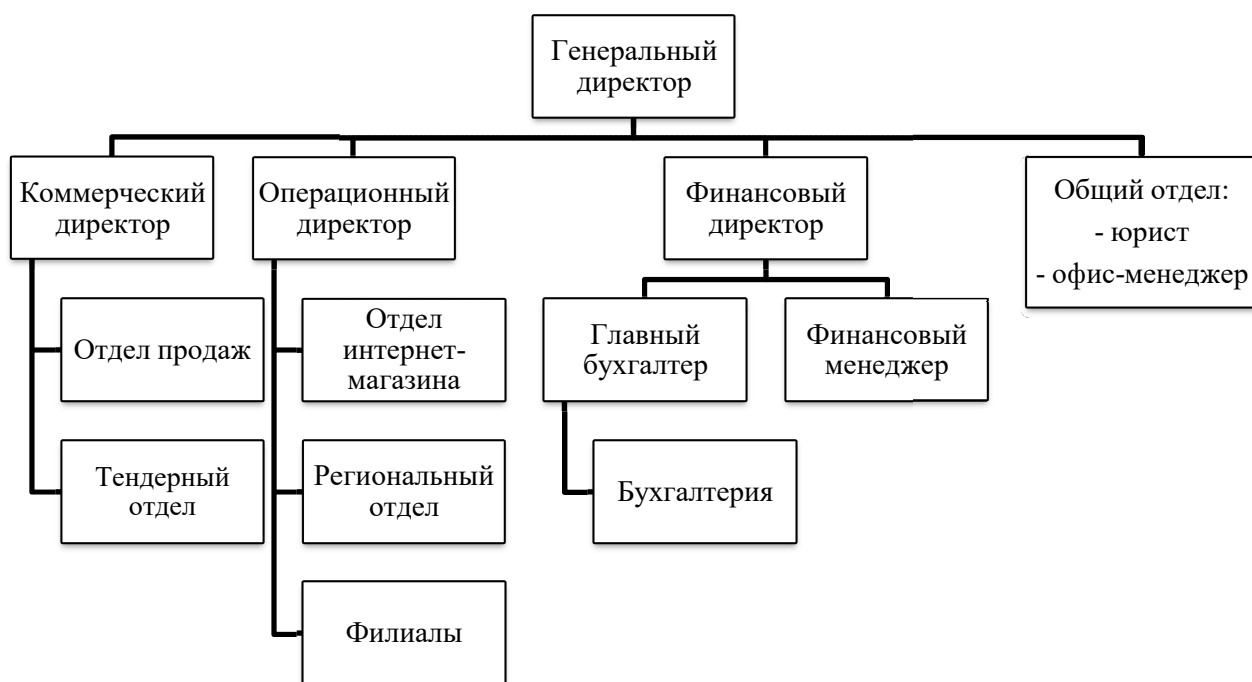 Генеральный
директор
Коммерческий
директор
Операционный
директор
Финансовый
директор
Общий отдел:
- юрист
- офис-менеджер
Отдел продаж
Отдел
интернет-
магазина
Главный
бухгалтер
Финансовый
менеджер
Тендерный
отдел
Региональный
отдел
Бухгалтерия
Филиалы